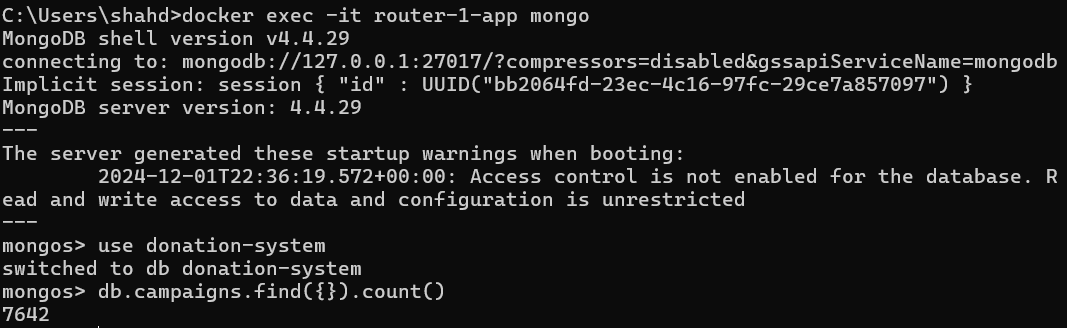 C:\Users\shahd>docker exec -it router-1-app mongo
MongoDB shell version v4.4.29
connecting to: mongodb://127.0.0.1:27017/?compressors=disabled&gssapiServiceName=mongodb
Implicit session: session { "id" : UUID("bb2064fd-23ec-4c16-97fc-29ce7a857097") }
MongoDB server version: 4.4.29
---
The server generated these startup warnings when booting:
        2024-12-01T22:36:19.572+00:00: Access control is not enabled for the database. R
ead and write access to data and configuration is unrestricted
---
mongos> use donation-system
switched to db donation-system
mongos> db.campaigns.find({}).count()
7642